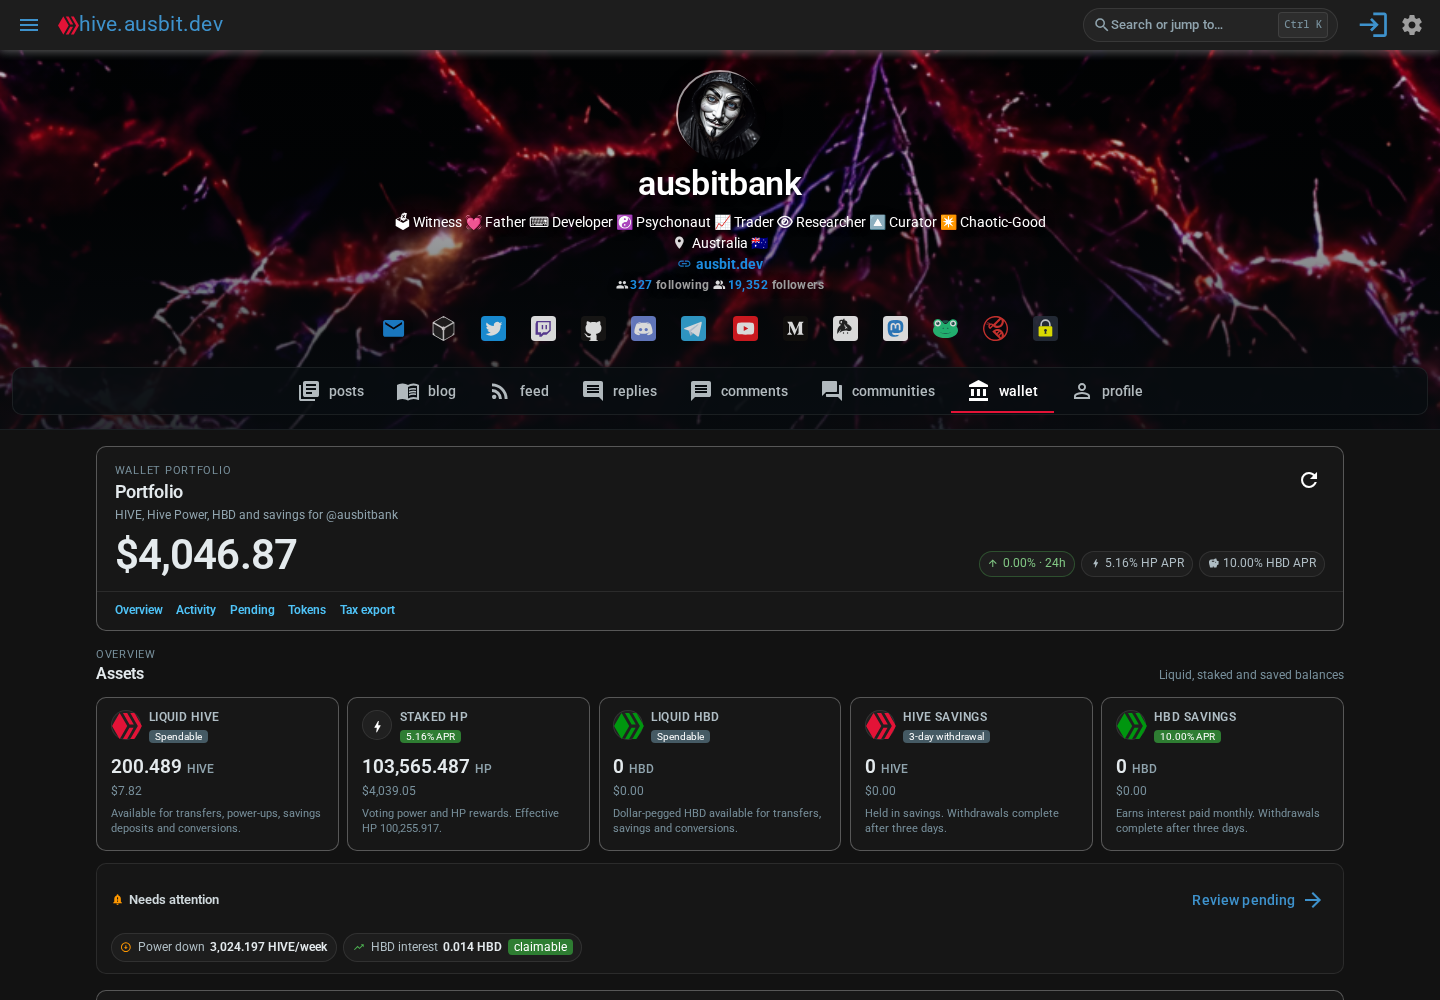 hive.ausbit.dev
Search or jump to...
Ctrl K
ausbitbank
Witness 💓 Father ⌨ Developer ☯ Psychonaut 📈 Trader 👁 Researcher 🔼 Curator ✴ Chaotic-Good
Australia 🇦🇺
ausbit.dev
327 following 19,352 followers
M
posts
blog
feed
replies
comments
communities
wallet
profile
WALLET PORTFOLIO
Portfolio
HIVE, Hive Power, HBD and savings for @ausbitbank
$4,046.87
0.00% · 24h
5.16% HP APR
10.00% HBD APR
Overview
Activity
Pending
Tokens
Tax export
OVERVIEW
Assets
Liquid, staked and saved balances
LIQUID HIVE
Spendable
200.489 HIVE
$7.82
Available for transfers, power-ups, savings
deposits and conversions.
STAKED HP
5.16% APR
103,565.487 HP
$4,039.05
Voting power and HP rewards. Effective
HP 100,255.917.
LIQUID HBD
Spendable
0 HBD
$0.00
Dollar-pegged HBD available for transfers,
savings and conversions.
HIVE SAVINGS
3-day withdrawal
0 HIVE
$0.00
Held in savings. Withdrawals complete
after three days.
HBD SAVINGS
10.00% APR
0 HBD
$0.00
Earns interest paid monthly. Withdrawals
complete after three days.
Needs attention
Review pending
Power down 3,024.197 HIVE/week
HBD interest 0.014 HBD claimable